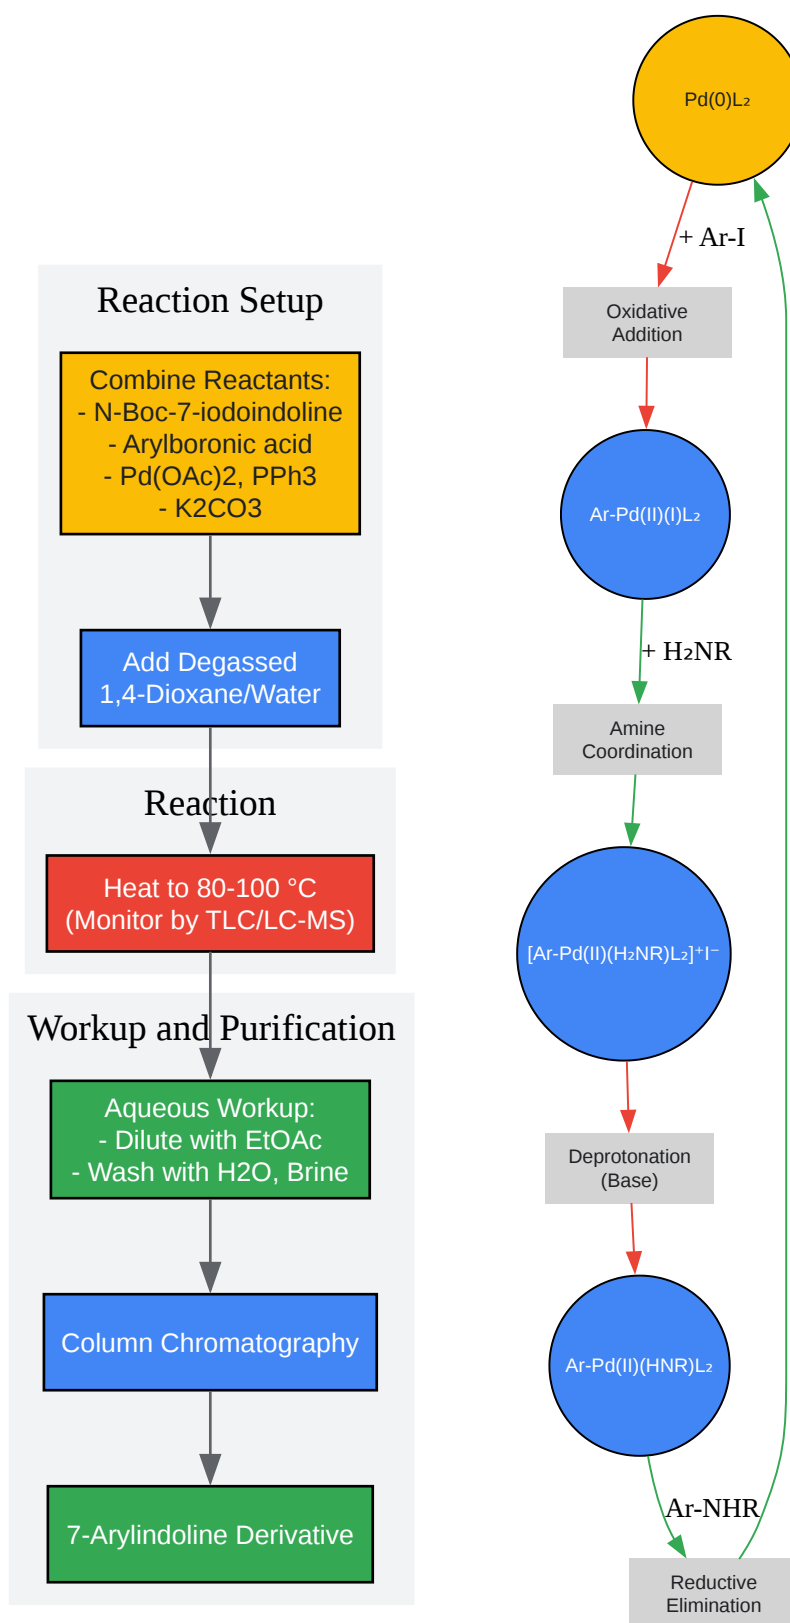 Reaction Setup
Combine Reactants:
- N-Boc-7-iodoindoline
- Arylboronic acid
- Pd(OAc)2, PPh3
- K2CO3
Add Degassed
1,4-Dioxane/Water
Reaction
Heat to 80-100 °C
(Monitor by TLC/LC-MS)
Workup and Purification
Aqueous Workup:
- Dilute with EtOAc
- Wash with H2O, Brine
Column Chromatography
7-Arylindoline Derivative
Pd(0)L₂
+ Ar-I
Oxidative
Addition
Ar-Pd(II)(I)L₂
+ H₂NR
Amine
Coordination
[Ar-Pd(II)(H₂NR)L₂]⁺I⁻
Deprotonation
(Base)
Ar-Pd(II)(HNR)L₂
Ar-NHR
Reductive
Elimination